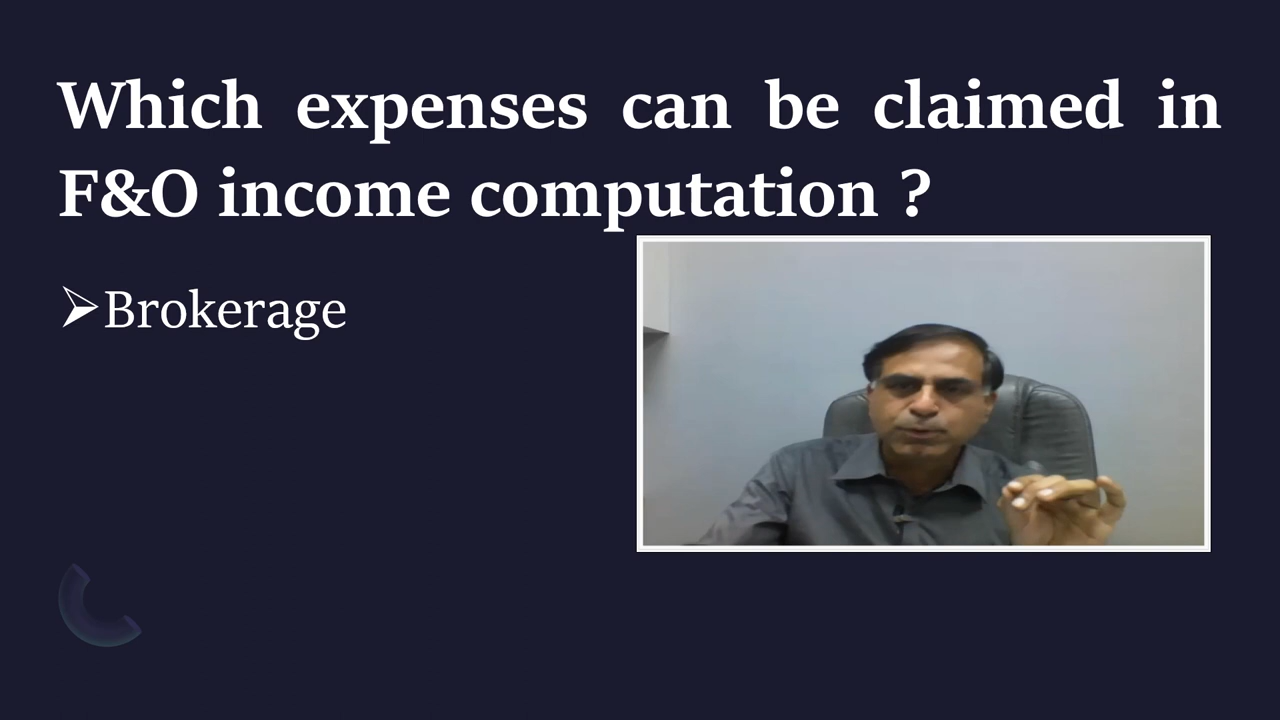 Which expenses can be claimed in
F&O income computation ?
➢Brokerage